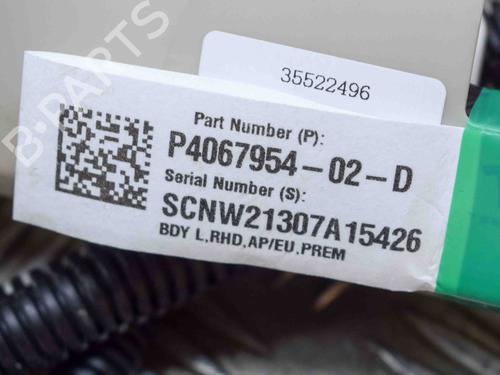 B-PARTS
35522496
Part Number (P):
P4067954-02-D
Serial Number (S):
SCNW21307A15426
BDY L,RHD,AP/EU,PREM